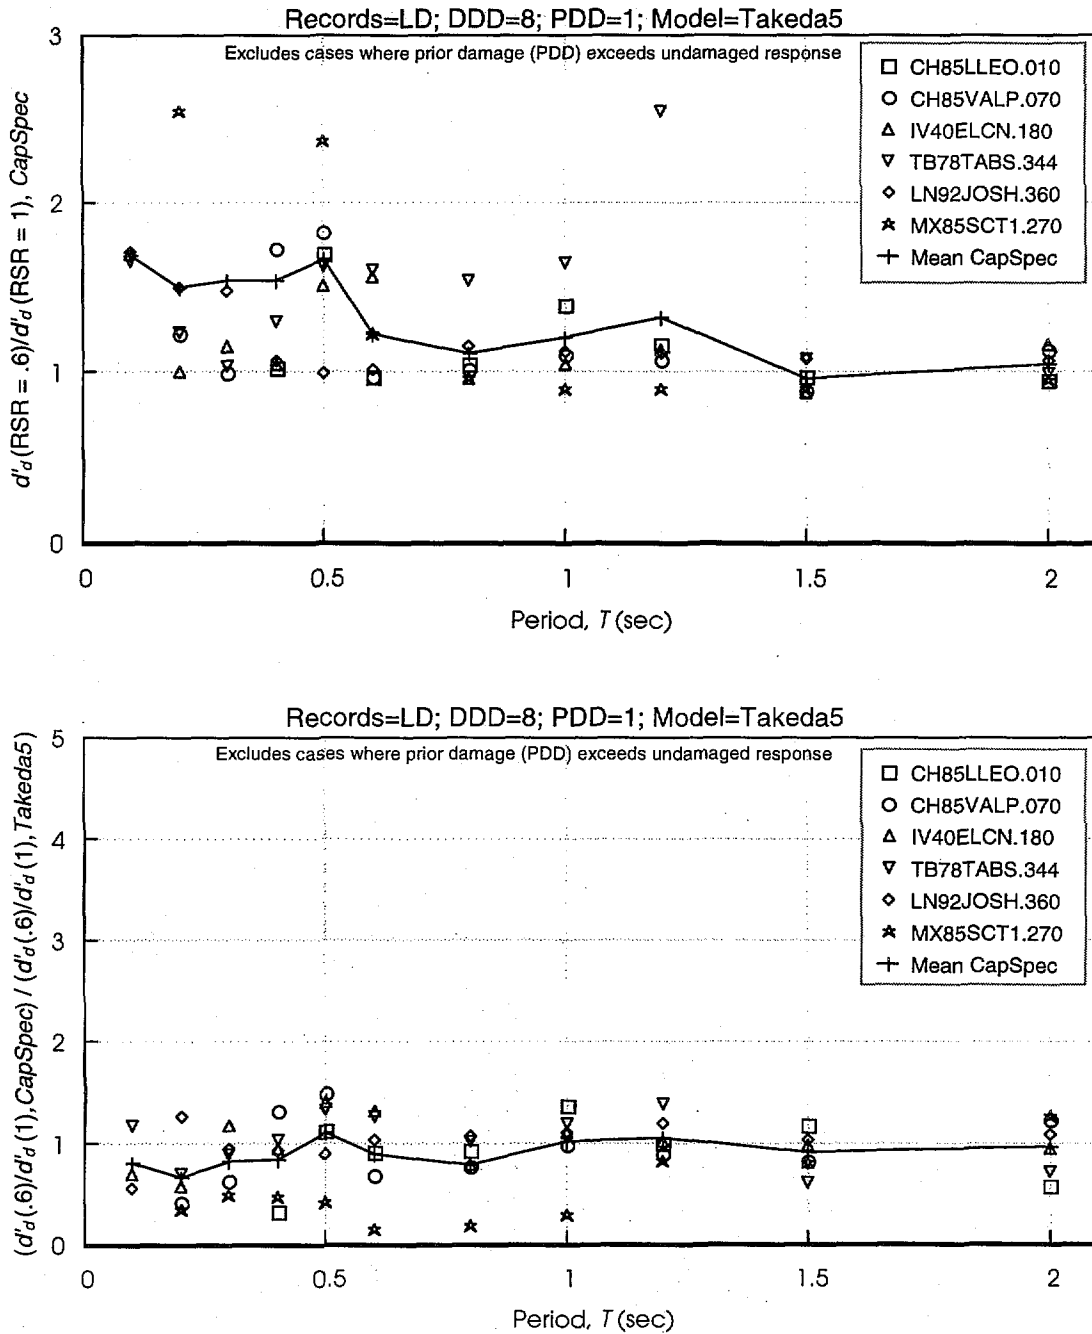 Records=LD; DDD=8; PDD=1; Model=Takeda5
Excludes cases where prior damage (PDD) exceeds undamaged response
3
2
1
0
d'd (RSR = .6)/d'd (RSR = 1), CapSpec
CH85LLEO.010
CH85VALP.070
IV40ELCN.180
TB78TABS.344
LN92JOSH.360
MX85SCT1.270
Mean CapSpec
0 0.5 1 1.5 2
Period, T (sec)
Records=LD; DDD=8; PDD=1; Model=Takeda5
Excludes cases where prior damage (PDD) exceeds undamaged response
5
4
3
2
1
0
(d'd (.6)/d'd (1), CapSpec) / (d'd (.6)/d'd (1), Takeda5)
CH85LLEO.010
CH85VALP.070
IV40ELCN.180
TB78TABS.344
LN92JOSH.360
MX85SCT1.270
Mean CapSpec
0 0.5 1 1.5 2
Period, T (sec)